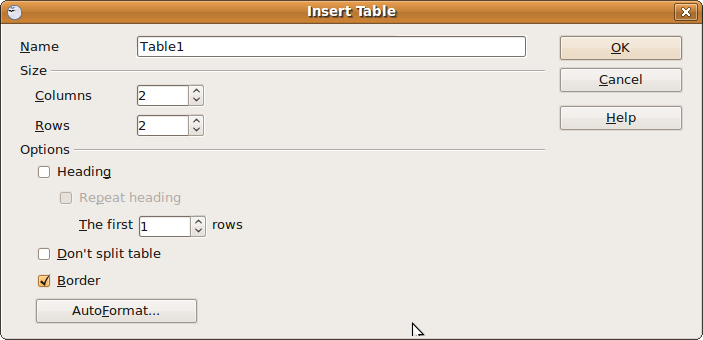 Insert Table
Name Table1 OK
Size Cancel
Columns 2
Rows 2 Help
Options
Heading
Repeat heading
The first 1 rows
Don't split table
Border
AutoFormat...